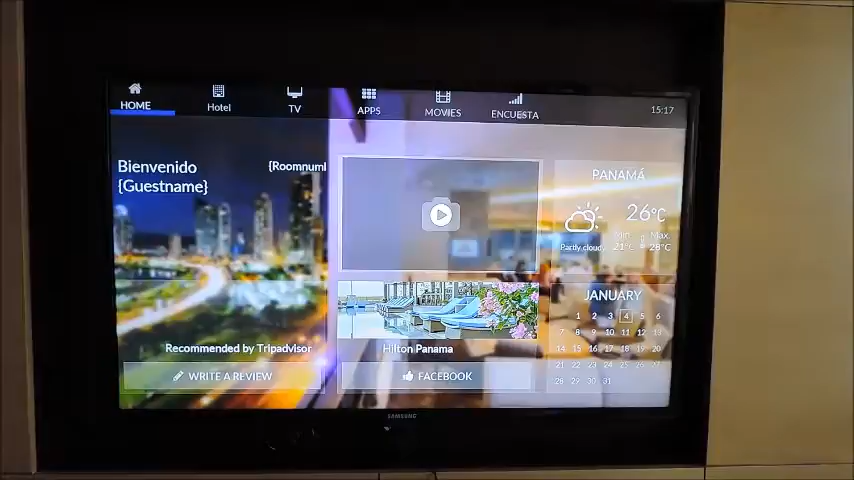 HOME
Hotel
TV
APPS
MOVIES
ENCUESTA
15:17
Bienvenido
{Guestname}
{Roomnuml
PANAMÁ
26°C
Min. Max.
Partly cloud.
21°C 28°C
JANUARY
1 2 3 4 5 6
7 8 9 10 11 12 13
14 15 16 17 18 19 20
21 22 23 24 25 26 27
28 29 30 31
Recommended by Tripadvisor
WRITE A REVIEW
Hilton Panama
FACEBOOK
SAMSUNG